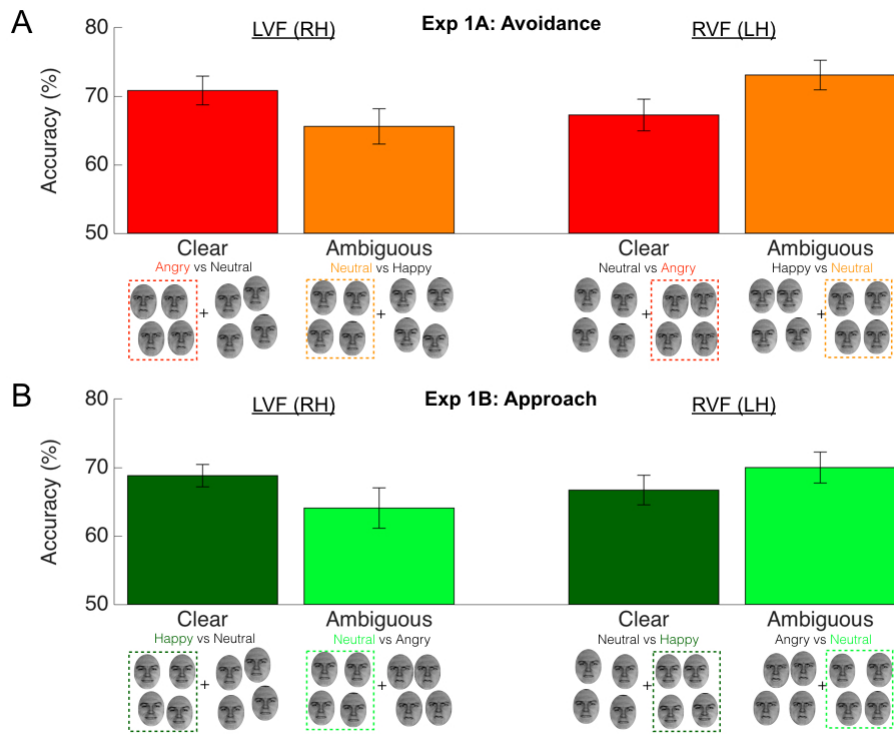 A
LVF (RH) Exp 1A: Avoidance RVF (LH)
Accuracy (%)
80
70
60
50
Clear Ambiguous Clear Ambiguous
Angry vs Neutral Neutral vs Happy Neutral vs Angry Happy vs Neutral
+ + + +
B
LVF (RH) Exp 1B: Approach RVF (LH)
Accuracy (%)
80
70
60
50
Clear Ambiguous Clear Ambiguous
Happy vs Neutral Neutral vs Angry Neutral vs Happy Angry vs Neutral
+ + + +